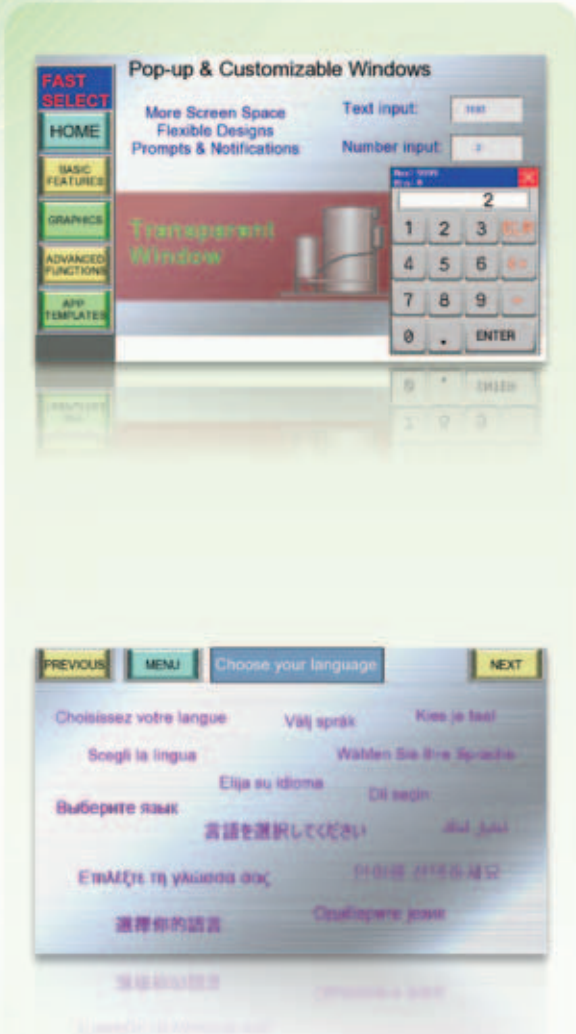 Pop-up & Customizable Windows
FAST
SELECT
HOME
BASIC
FEATURES
GRAPHICS
ADVANCED
FUNCTIONS
APP
TEMPLATES
More Screen Space
Flexible Designs
Prompts & Notifications
Text input:
Number input:
Transparent
Window
2
1 2 3
4 5 6
7 8 9
0 . ENTER
PREVIOUS
MENU
Choose your language
NEXT
Choisissez votre langue
Välj språk
Kies je taal
Scegli la lingua
Wählen Sie Ihre Sprache
Elija su idioma
Dil seçin
Выберите язык
言語を選択してください
Επιλέξτε τη γλώσσα σας
選擇你的語言